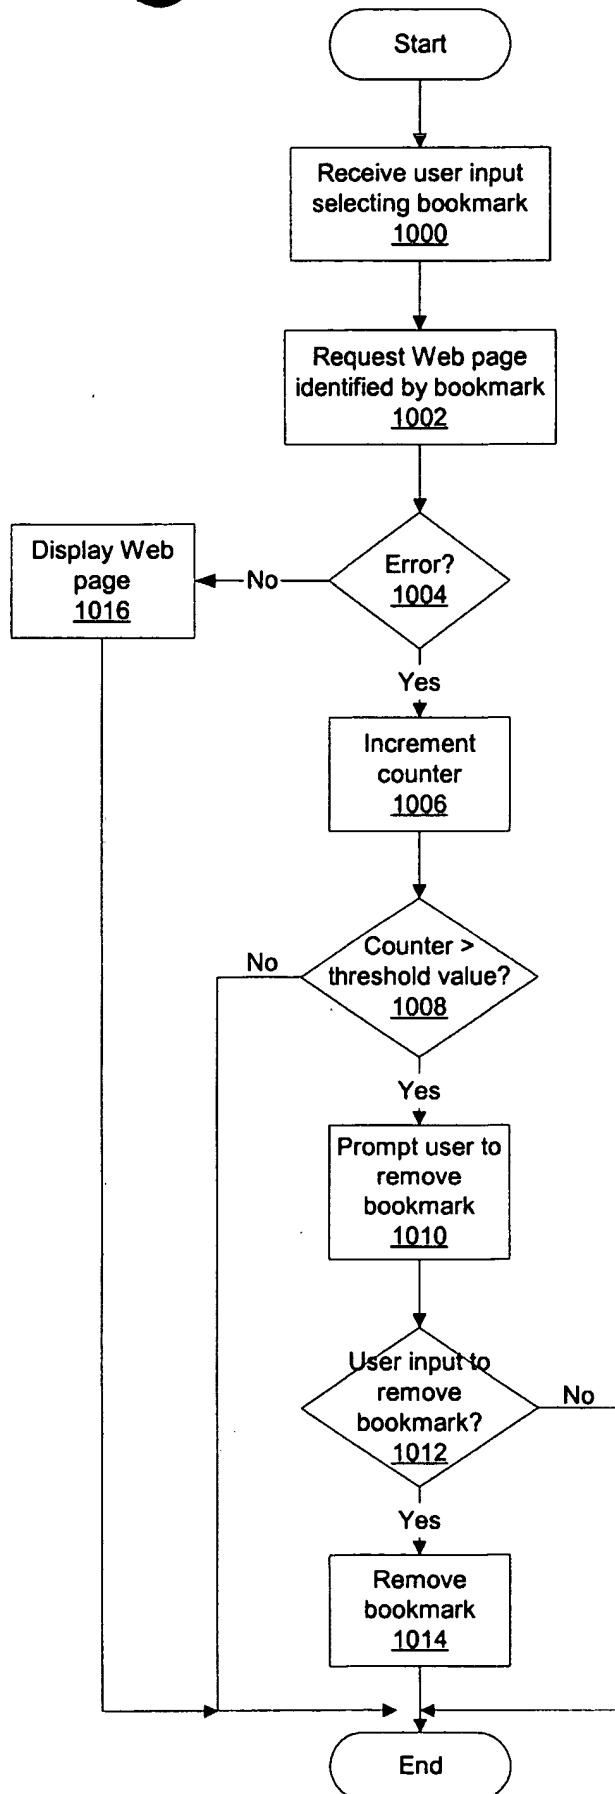 Start
Receive user input
selecting bookmark
1000
Request Web page
identified by bookmark
1002
Display Web
page
1016
No
Error?
1004
Yes
Increment
counter
1006
No
Counter >
threshold value?
1008
Yes
Prompt user to
remove
bookmark
1010
User input to
remove
bookmark?
1012
No
Yes
Remove
bookmark
1014
End